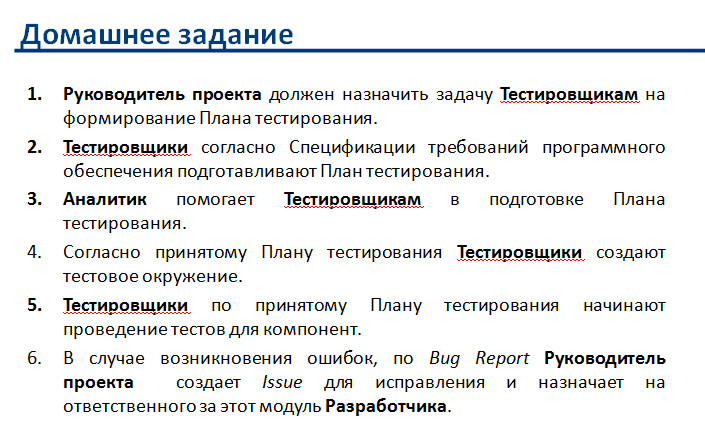 Домашнее задание
1. Руководитель проекта должен назначить задачу Тестировщикам на
формирование Плана тестирования.
2. Тестировщики согласно Спецификации требований программного
обеспечения подготавливают План тестирования.
3. Аналитик помогает Тестировщикам в подготовке Плана
тестирования.
4. Согласно принятому Плану тестирования Тестировщики создают
тестовое окружение.
5. Тестировщики по принятому Плану тестирования начинают
проведение тестов для компонент.
6. В случае возникновения ошибок, по Bug Report Руководитель
проекта создает Issue для исправления и назначает на
ответственного за этот модуль Разработчика.